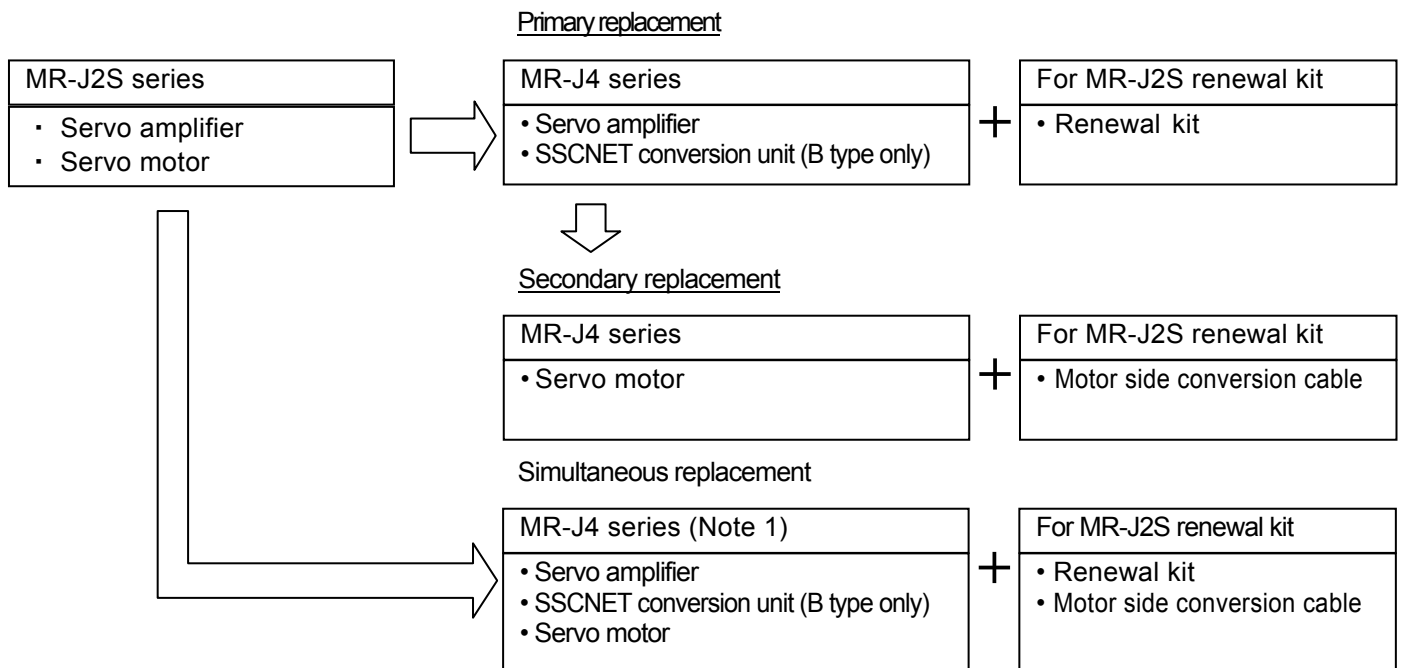 Primary replacement
MR-J2S series
・ Servo amplifier
・ Servo motor
MR-J4 series
• Servo amplifier
• SSCNET conversion unit (B type only)
+
For MR-J2S renewal kit
• Renewal kit
Secondary replacement
MR-J4 series
• Servo motor
+
For MR-J2S renewal kit
• Motor side conversion cable
Simultaneous replacement
MR-J4 series (Note 1)
• Servo amplifier
• SSCNET conversion unit (B type only)
• Servo motor
+
For MR-J2S renewal kit
• Renewal kit
• Motor side conversion cable